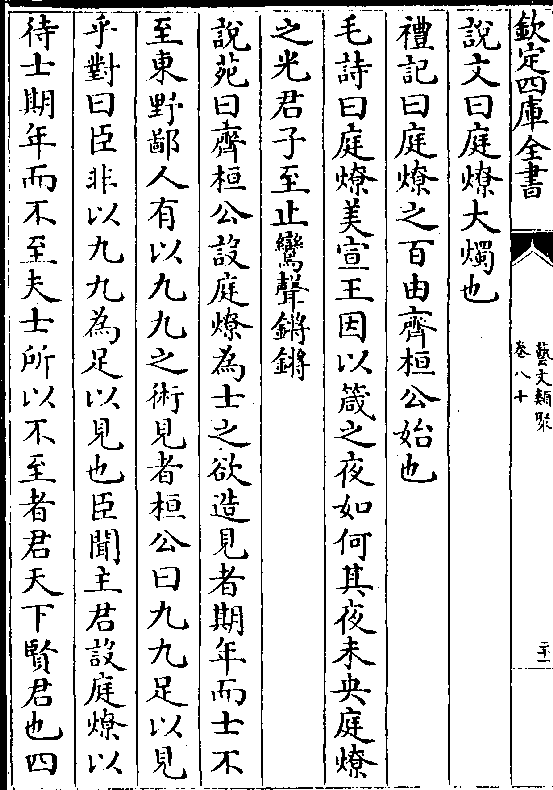 欽定四庫全書
藝文類聚
卷八十
二十一
說文曰庭燎大燭也
禮記曰庭燎之百由齊桓公始也
毛詩曰庭燎美宣王因以箴之夜如何其夜未央庭燎
之光君子至止鸞聲鏘鏘
說苑曰齊桓公設庭燎為士之欲造見者期年而士不
至東野鄙人有以九九之術見者桓公曰九九足以見
乎對曰臣非以九九為足以見也臣聞主君設庭燎以
待士期年而不至夫士所以不至者君天下賢君也四